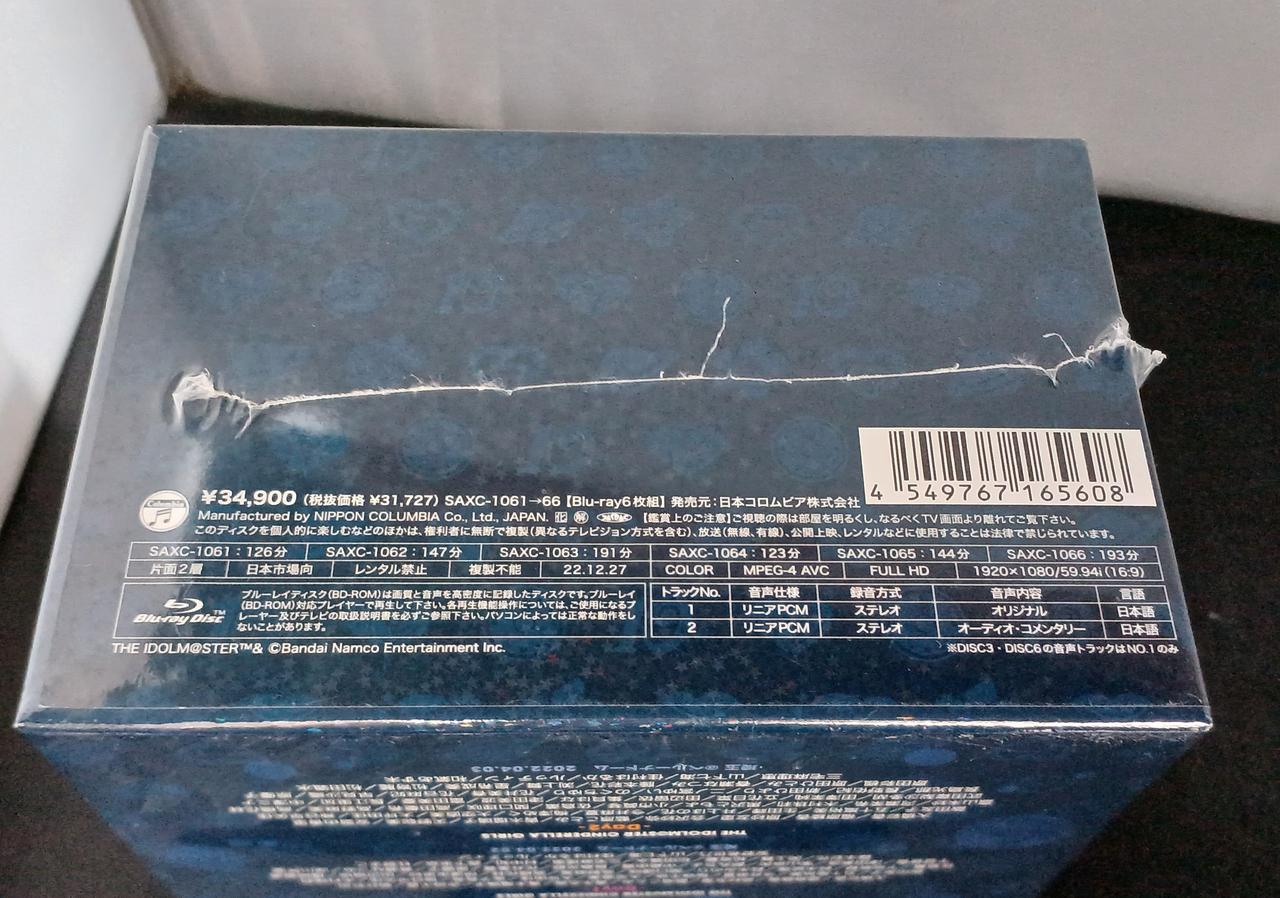 Columbia
¥34,900(税抜価格 ¥31,727) SAXC-1061→66【Blu-ray6枚組】発売元:日本コロムビア株式会社
4 549767 165608
Manufactured by NIPPON COLUMBIA Co., Ltd., JAPAN. 【鑑賞上のご注意】ご視聴の際は部屋を明るくし、なるべくTV画面より離れてご覧下さい。
このディスクを個人的に楽しむなどのほかは、権利者に無断で複製(異なるテレビジョン方式を含む)、放送(無線、有線)、公開上映、レンタルなどに使用することは法律で禁じられています。
SAXC-1061:126分 SAXC-1062:147分 SAXC-1063:191分 SAXC-1064:123分 SAXC-1065:144分 SAXC-1066:193分
片面2層 日本市場向 レンタル禁止 複製不能 22.12.27 COLOR MPEG-4 AVC FULL HD 1920×1080/59.94i(16:9)
Blu-ray Disc™
ブルーレイディスク(BD-ROM)は画質と音声を高密度に記録したディスクです。ブルーレイ
(BD-ROM)対応プレイヤーで再生して下さい。各再生機能操作については、ご使用になるプ
レーヤー及びテレビの取扱説明書を必ずご参照下さい。パソコンによっては正常な動作をし
ないことがあります。
トラックNo. 音声仕様 録音方式 音声内容 言語
1 リニアPCM ステレオ オリジナル 日本語
2 リニアPCM ステレオ オーディオ・コメンタリー 日本語
THE IDOLM@STER™& ©Bandai Namco Entertainment Inc.
※DISC3・DISC6の音声トラックはNO.1のみ
THE IDOLM@STER CINDERELLA GIRLS
-Day2-
埼玉@ベルーナドーム 2022.04.03